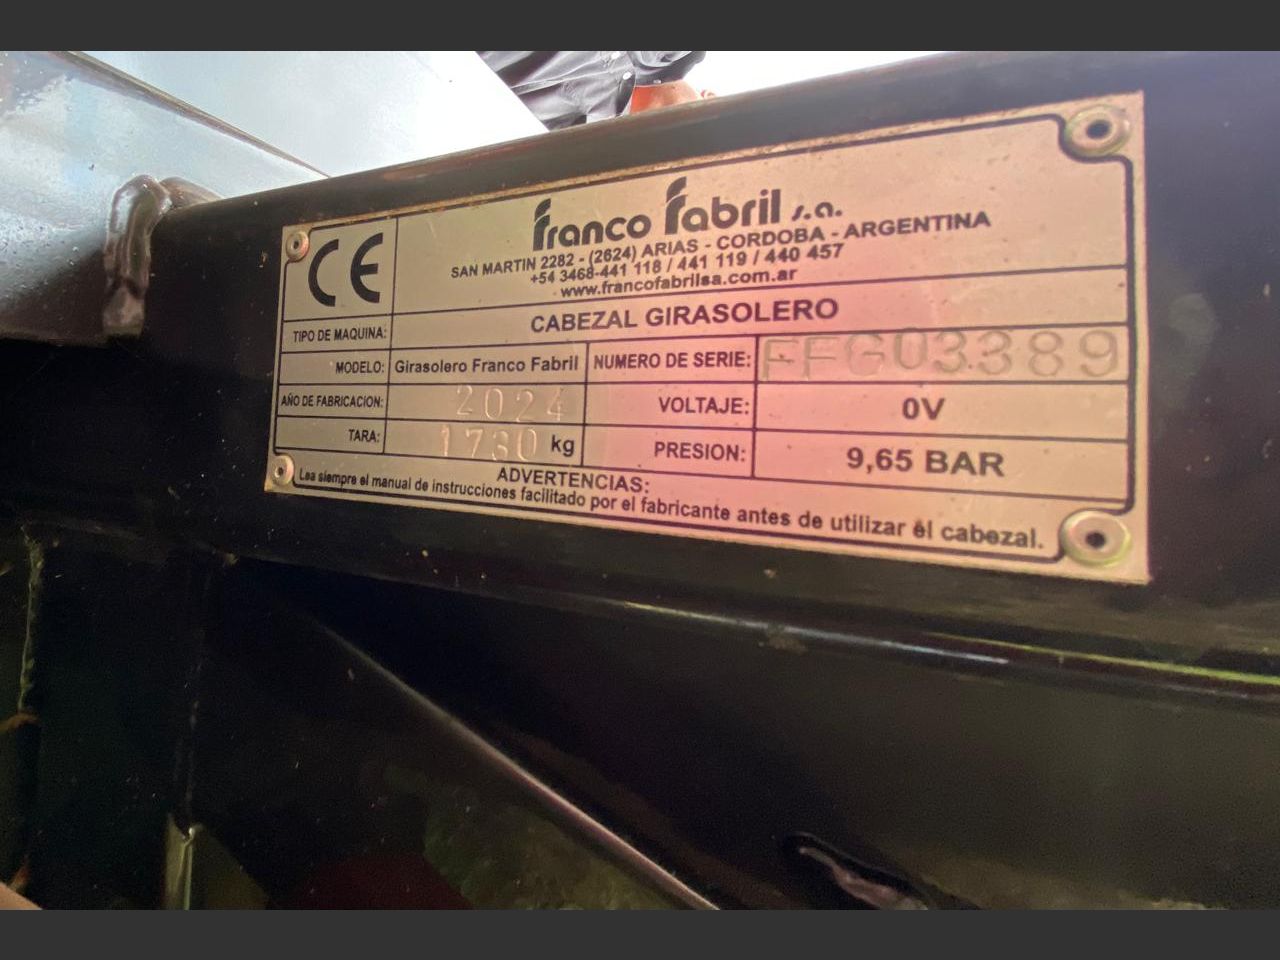 CE
franco fabril s.a.
SAN MARTIN 2282 - (2624) ARIAS - CORDOBA - ARGENTINA
+54 3468-441 118 / 441 119 / 440 457
www.francofabrilsa.com.ar
TIPO DE MAQUINA: CABEZAL GIRASOLERO
MODELO: Girasolero Franco Fabril NUMERO DE SERIE: FFG03389
AÑO DE FABRICACION: 2024 VOLTAJE: 0V
TARA: 1730 kg PRESION: 9,65 BAR
ADVERTENCIAS:
Lea siempre el manual de instrucciones facilitado por el fabricante antes de utilizar él cabezal.